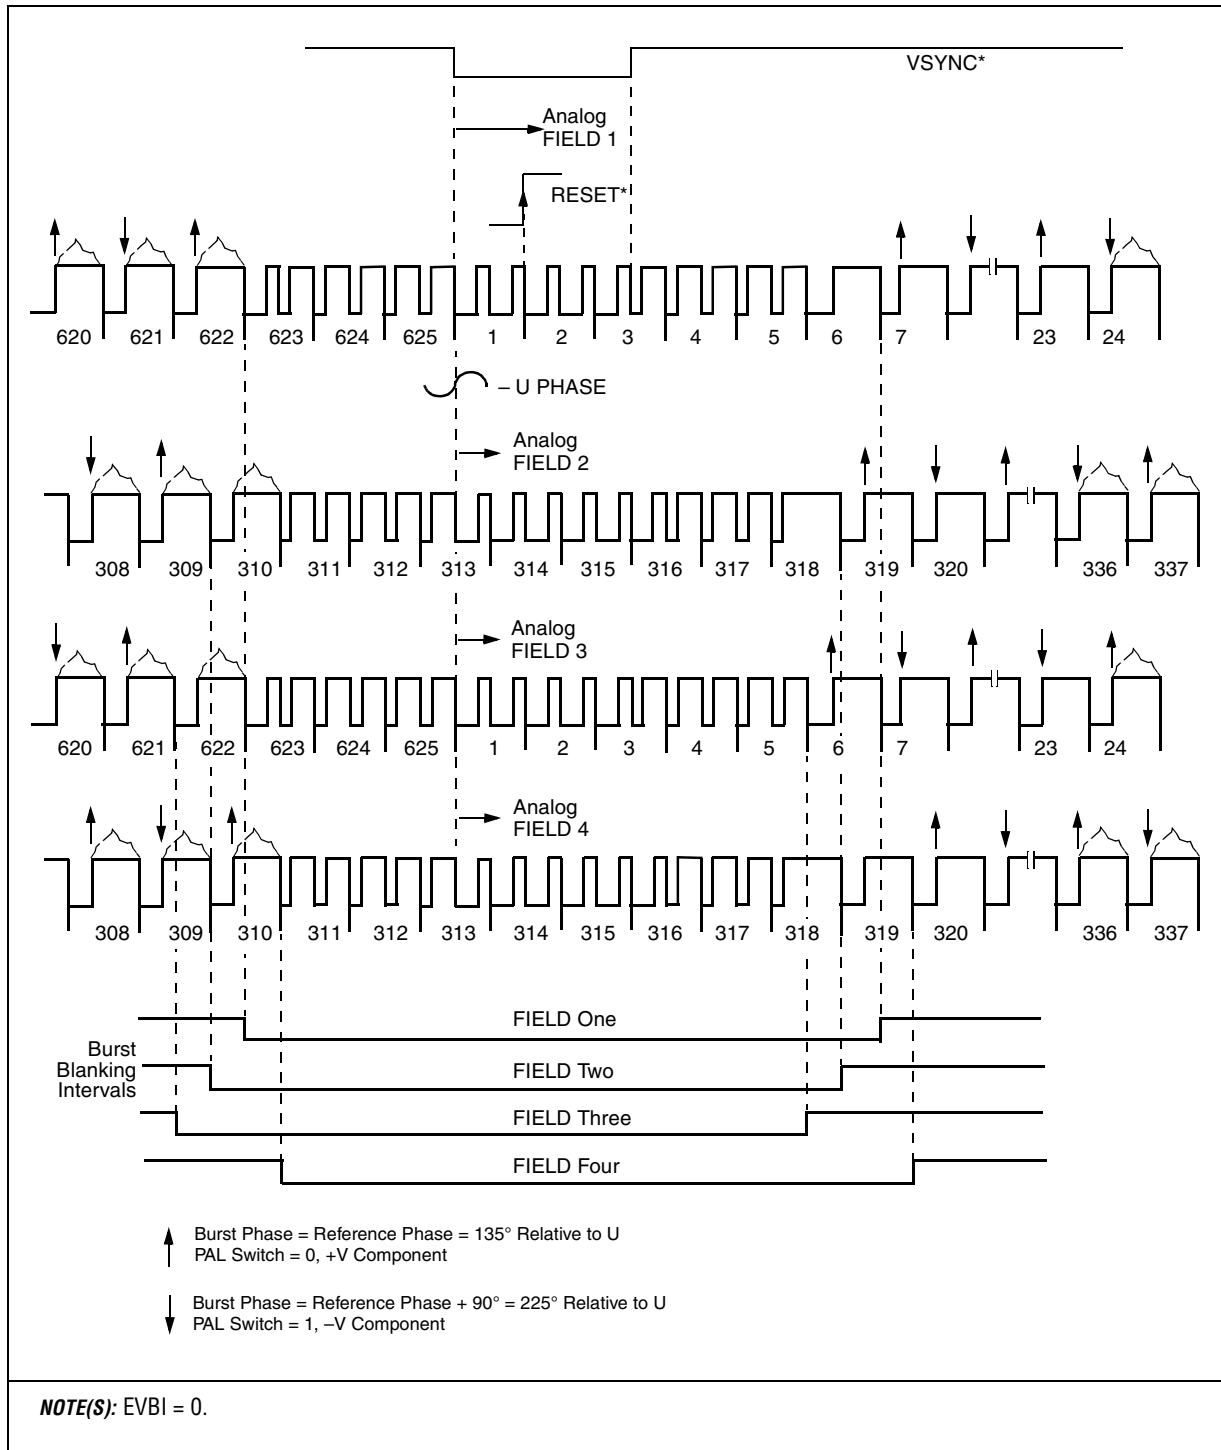 VSYNC*
Analog
FIELD 1
RESET*
620 621 622 623 624 625 1 2 3 4 5 6 7 23 24
– U PHASE
Analog
FIELD 2
308 309 310 311 312 313 314 315 316 317 318 319 320 336 337
Analog
FIELD 3
620 621 622 623 624 625 1 2 3 4 5 6 7 23 24
Analog
FIELD 4
308 309 310 311 312 313 314 315 316 317 318 319 320 336 337
FIELD One
Burst
Blanking
Intervals
FIELD Two
FIELD Three
FIELD Four
Burst Phase = Reference Phase = 135° Relative to U
PAL Switch = 0, +V Component
Burst Phase = Reference Phase + 90° = 225° Relative to U
PAL Switch = 1, –V Component
NOTE(S): EVBI = 0.